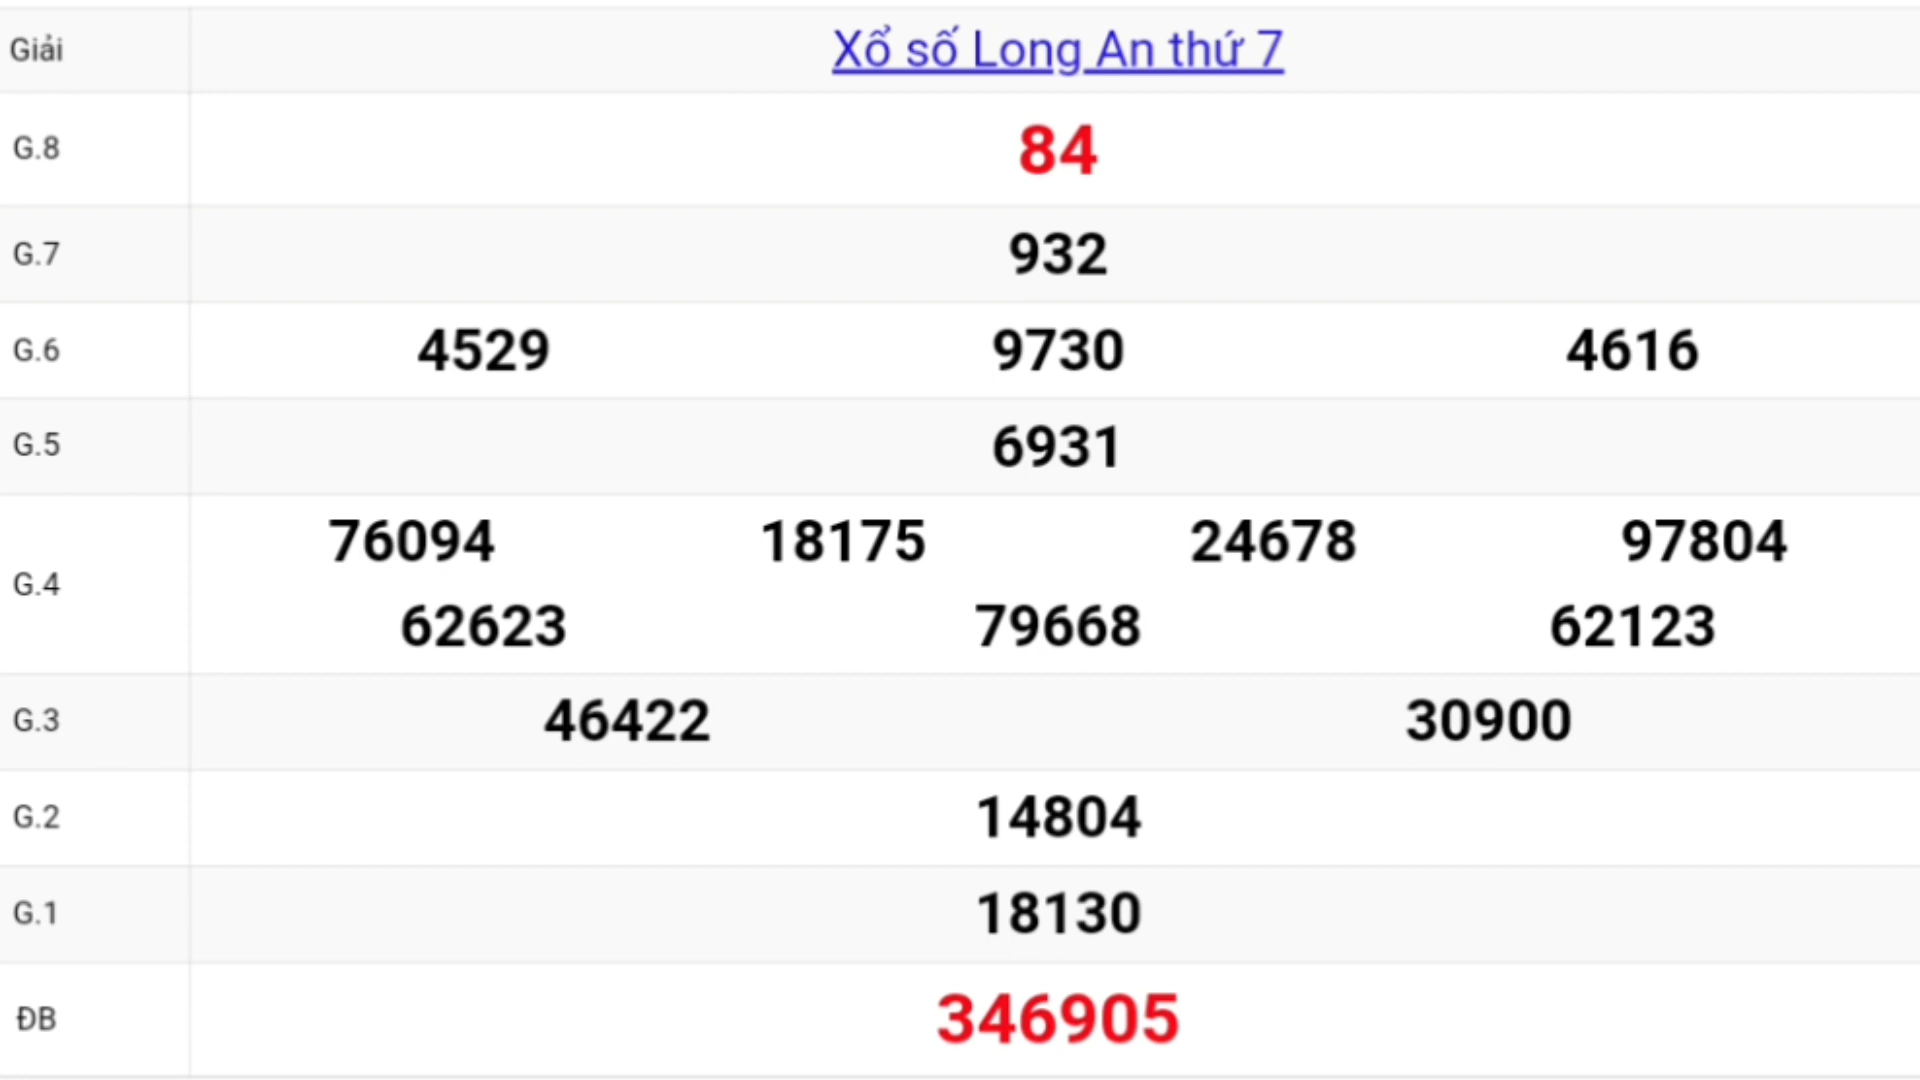 Giải Xổ số Long An thứ 7
G.8 84
G.7 932
G.6 4529 9730 4616
G.5 6931
G.4 76094 18175 24678 97804
62623 79668 62123
G.3 46422 30900
G.2 14804
G.1 18130
ĐB 346905